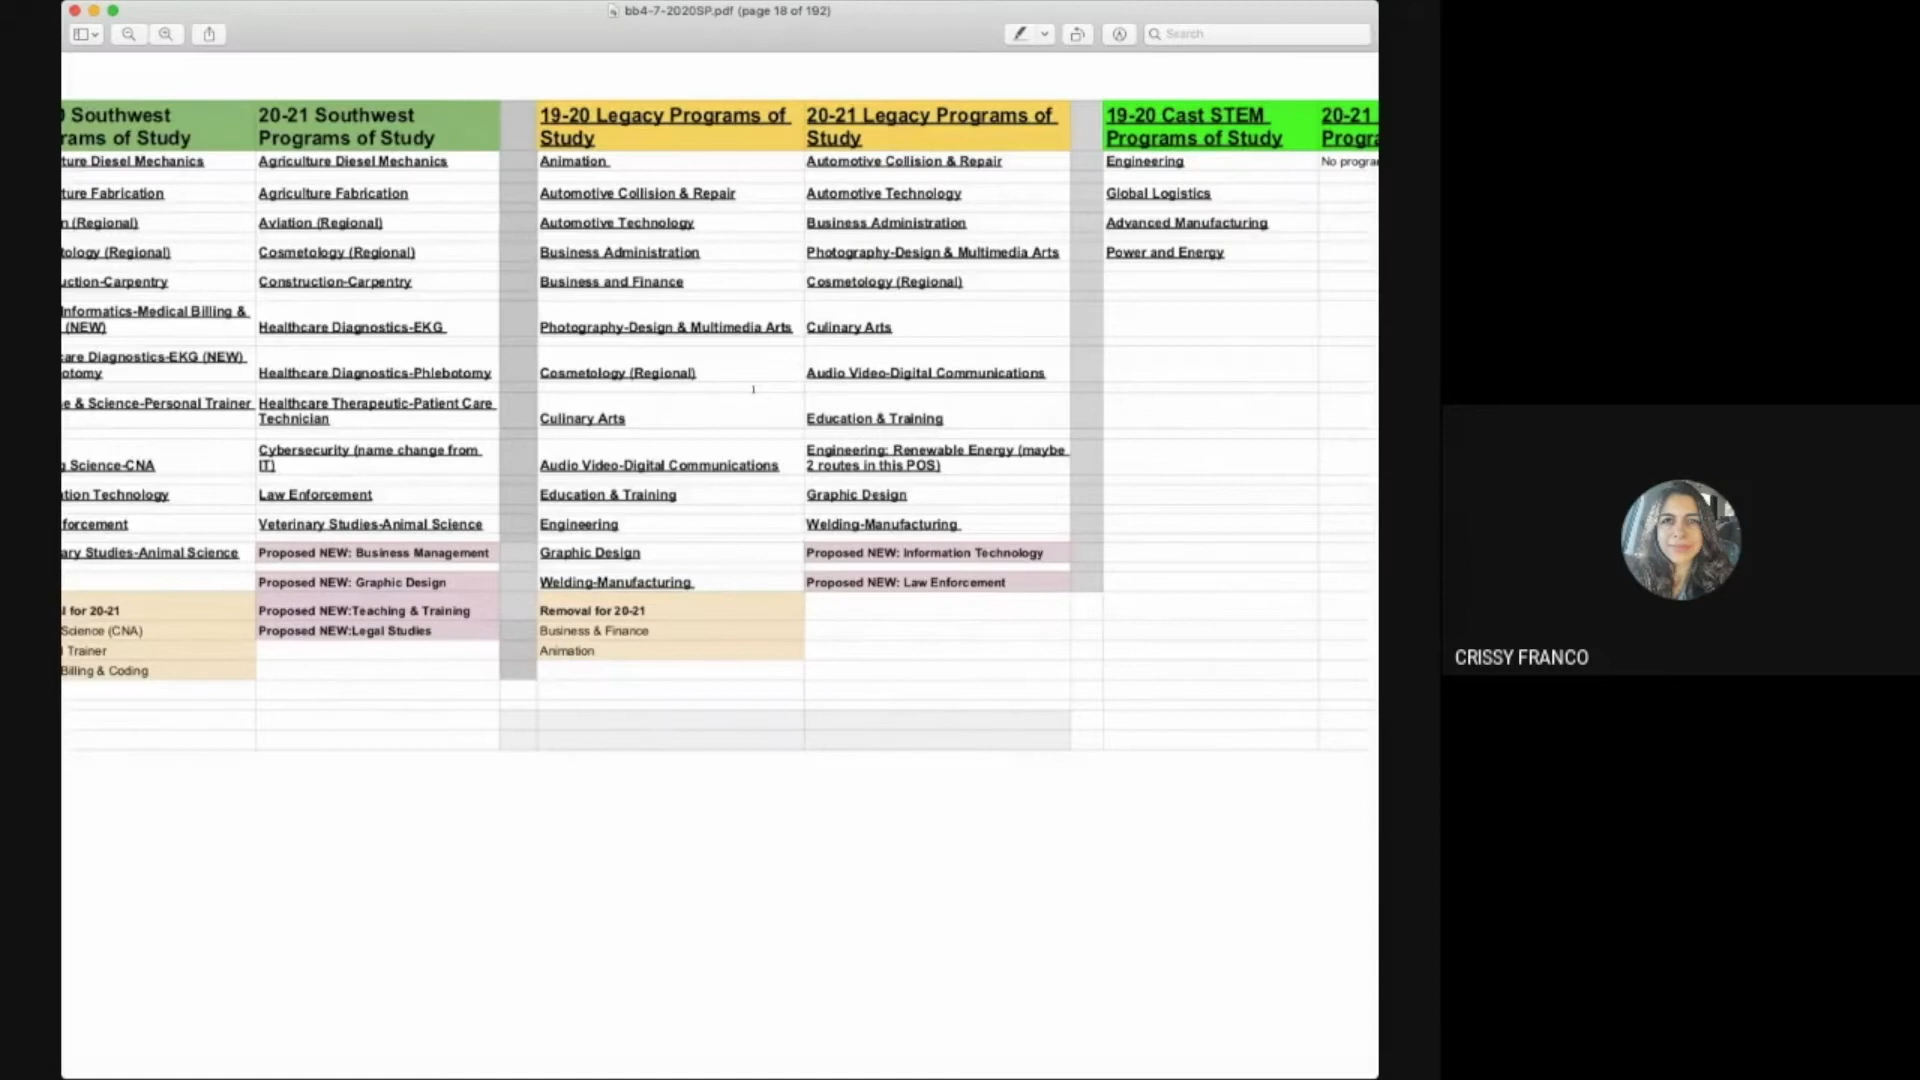 bb4-7-2020SP.pdf (page 18 of 192)
Search
Southwest
rams of Study
ture Diesel Mechanics
ture Fabrication
n (Regional)
tology (Regional)
uction-Carpentry
Informatics-Medical Billing &
(NEW)
care Diagnostics-EKG (NEW)
otomy
e & Science-Personal Trainer
g Science-CNA
tion Technology
forcement
ary Studies-Animal Science
l for 20-21
Science (CNA)
l Trainer
Billing & Coding
20-21 Southwest
Programs of Study
Agriculture Diesel Mechanics
Agriculture Fabrication
Aviation (Regional)
Cosmetology (Regional)
Construction-Carpentry
Healthcare Diagnostics-EKG
Healthcare Diagnostics-Phlebotomy
Healthcare Therapeutic-Patient Care
Technician
Cybersecurity (name change from
IT)
Law Enforcement
Veterinary Studies-Animal Science
Proposed NEW: Business Management
Proposed NEW: Graphic Design
Proposed NEW:Teaching & Training
Proposed NEW:Legal Studies
19-20 Legacy Programs of
Study
Animation
Automotive Collision & Repair
Automotive Technology
Business Administration
Business and Finance
Photography-Design & Multimedia Arts
Cosmetology (Regional)
Culinary Arts
Audio Video-Digital Communications
Education & Training
Engineering
Graphic Design
Welding-Manufacturing
Removal for 20-21
Business & Finance
Animation
20-21 Legacy Programs of
Study
Automotive Collision & Repair
Automotive Technology
Business Administration
Photography-Design & Multimedia Arts
Cosmetology (Regional)
Culinary Arts
Audio Video-Digital Communications
Education & Training
Engineering: Renewable Energy (maybe
2 routes in this POS)
Graphic Design
Welding-Manufacturing
Proposed NEW: Information Technology
Proposed NEW: Law Enforcement
19-20 Cast STEM
Programs of Study
Engineering
Global Logistics
Advanced Manufacturing
Power and Energy
20-21
Progra
No progra
CRISSY FRANCO